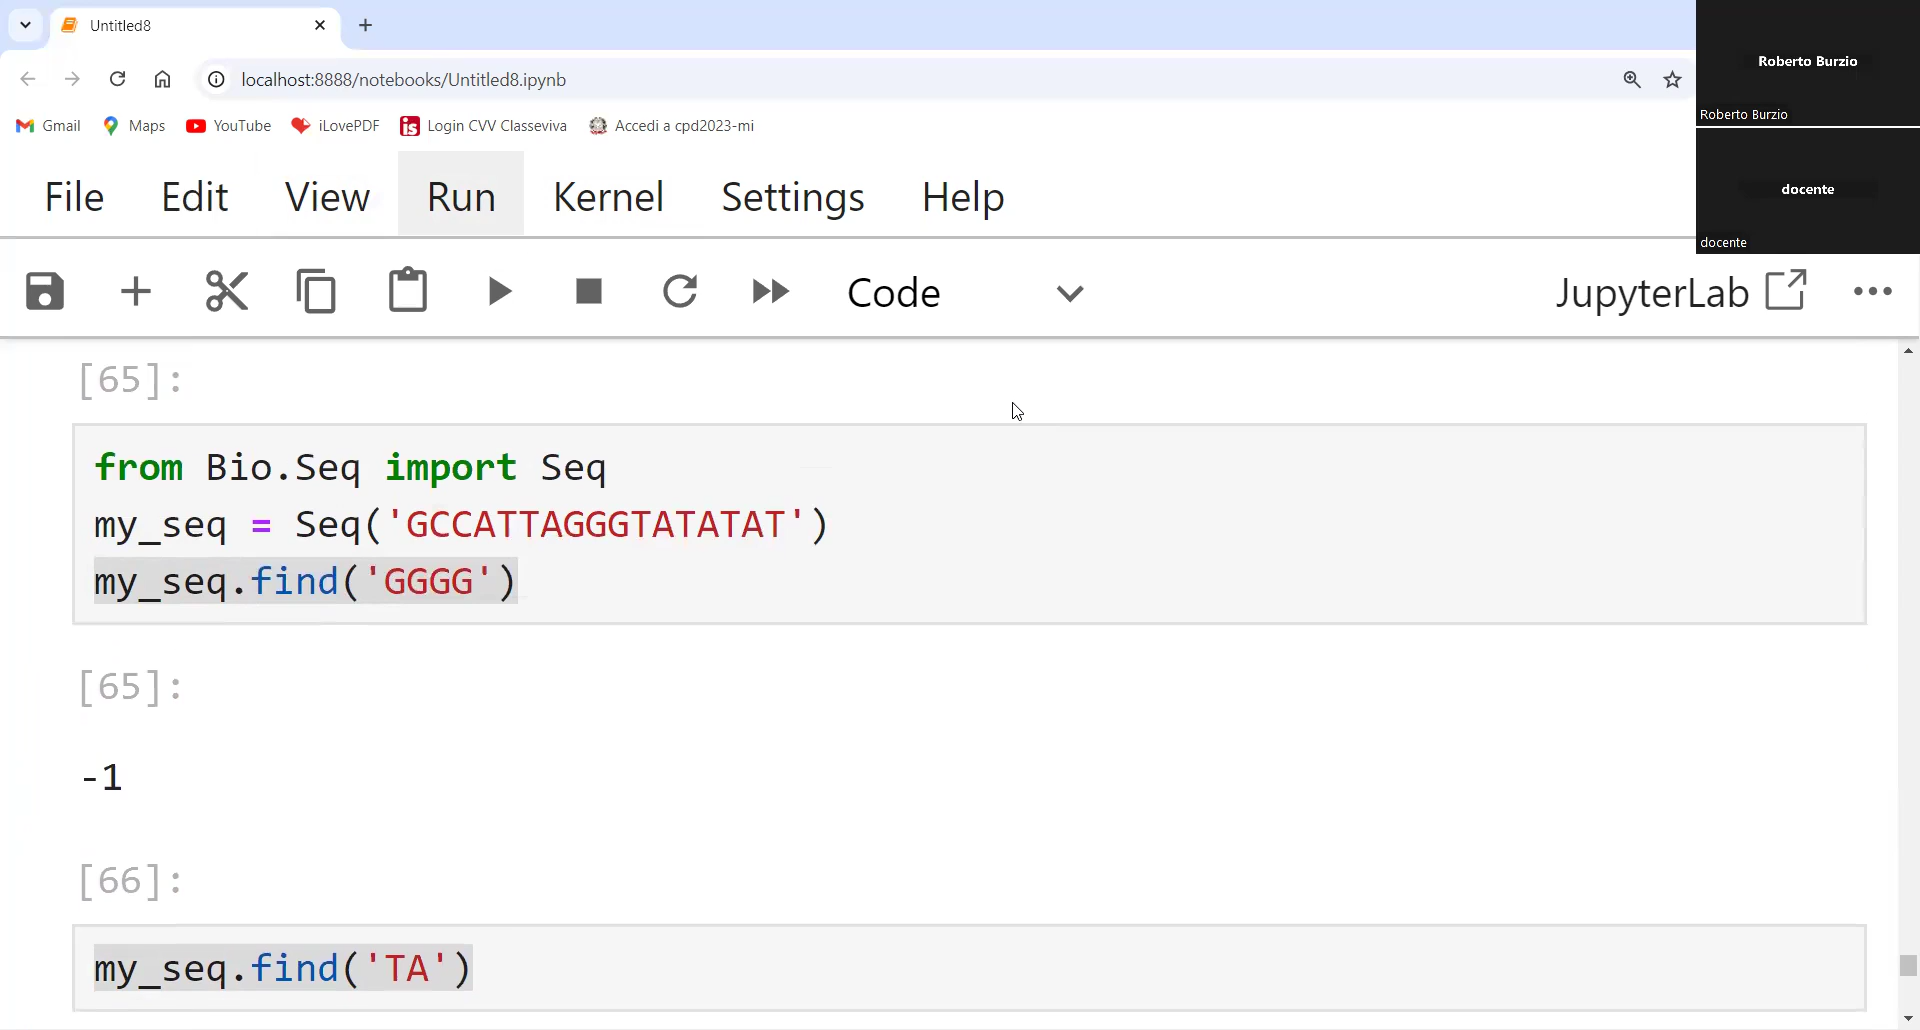 Untitled8
localhost:8888/notebooks/Untitled8.ipynb
Gmail Maps YouTube iLovePDF Login CVV Classeviva Accedi a cpd2023-mi
Roberto Burzio
Roberto Burzio
docente
docente
File Edit View Run Kernel Settings Help
Code JupyterLab
[65]:
from Bio.Seq import Seq
my_seq = Seq('GCCATTAGGGTATATAT')
my_seq.find('GGGG')
[65]:
-1
[66]:
my_seq.find('TA')